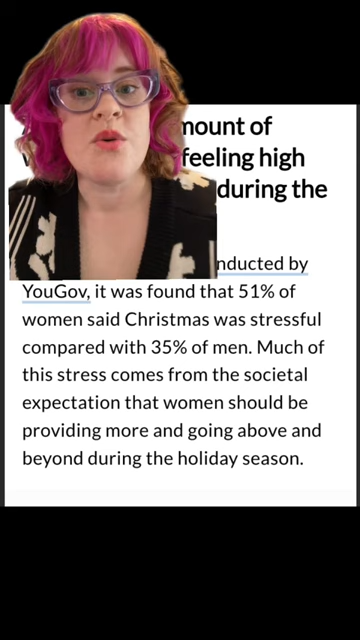 mount of
feeling high
during the
nducted by
YouGov, it was found that 51% of
women said Christmas was stressful
compared with 35% of men. Much of
this stress comes from the societal
expectation that women should be
providing more and going above and
beyond during the holiday season.